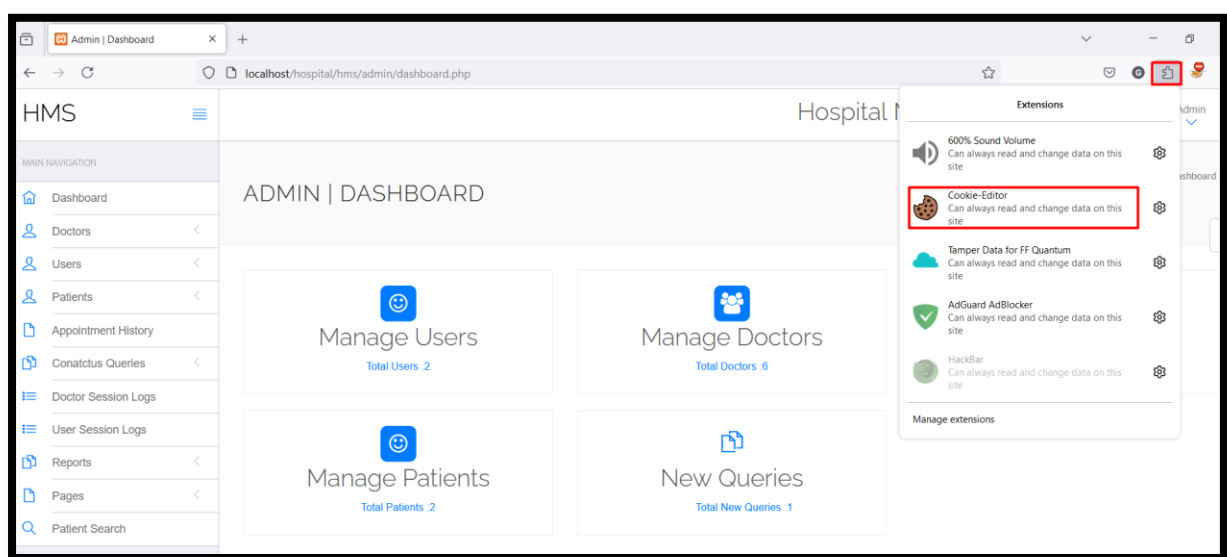 Admin | Dashboard
localhost/hospital/hms/admin/dashboard.php
G
HMS
Hospital M
Admin
MAIN NAVIGATION
Dashboard
Doctors
Users
Patients
Appointment History
Conatctus Queries
Doctor Session Logs
User Session Logs
Reports
Pages
Patient Search
ADMIN | DASHBOARD
Manage Users
Total Users :2
Manage Doctors
Total Doctors :6
Manage Patients
Total Patients :2
New Queries
Total New Queries :1
Extensions
600% Sound Volume
Can always read and change data on this
site
Cookie-Editor
Can always read and change data on this
site
Tamper Data for FF Quantum
Can always read and change data on this
site
AdGuard AdBlocker
Can always read and change data on this
site
HackBar
Can always read and change data on this
site
Manage extensions